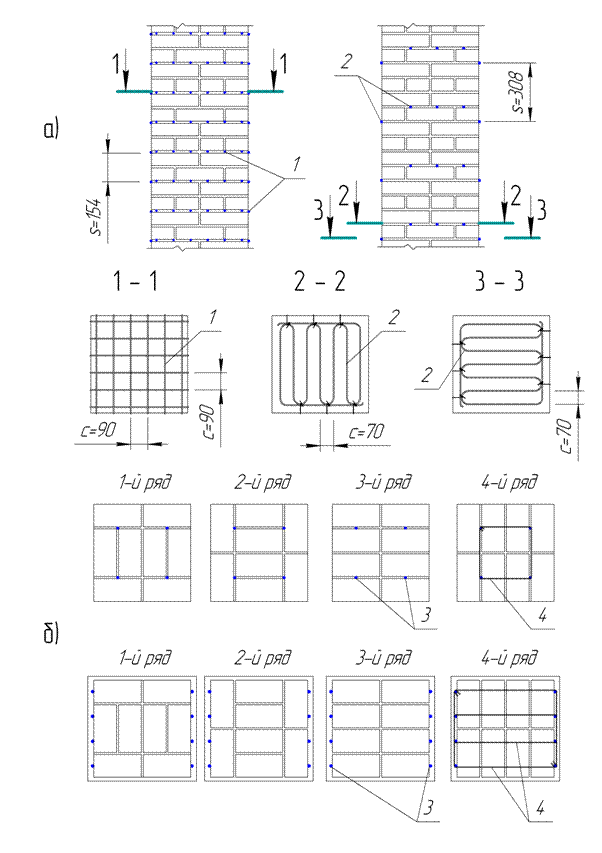 1 1
2
s=308
а)
1
s=154
2 2
3 3
1 - 1 2 - 2 3 - 3
1
2
2
c=90
c=90
c=70
c=70
1-й ряд 2-й ряд 3-й ряд 4-й ряд
3
4
б)
1-й ряд 2-й ряд 3-й ряд 4-й ряд
3
4